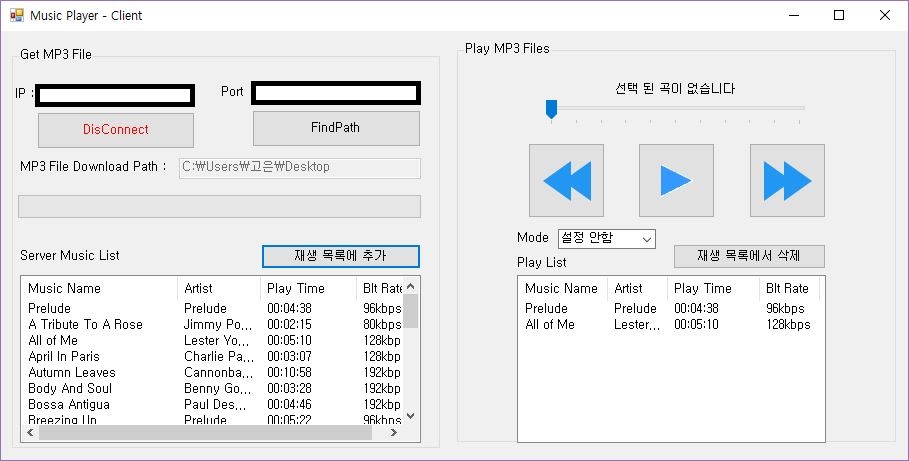 Music Player - Client
Get MP3 File
IP :
Port
DisConnect
FindPath
MP3 File Download Path :
C:₩Users₩고은₩Desktop
Server Music List
재생 목록에 추가
Music Name Artist Play Time Blt Rate
Prelude Prelude 00:04:38 96kbps
A Tribute To A Rose Jimmy Po... 00:02:15 80kbps
All of Me Lester Yo... 00:05:10 128kbp
April In Paris Charlie Pa... 00:03:07 128kbp
Autumn Leaves Cannonba... 00:10:58 192kbp
Body And Soul Benny Go... 00:03:28 192kbp
Bossa Antigua Paul Des... 00:04:46 192kbp
Breezing Up Prelude 00:05:22 96kbps
Play MP3 Files
선택 된 곡이 없습니다
Mode 설정 안함
재생 목록에서 삭제
Play List
Music Name Artist Play Time Blt Rate
Prelude Prelude 00:04:38 96kbps
All of Me Lester... 00:05:10 128kbps